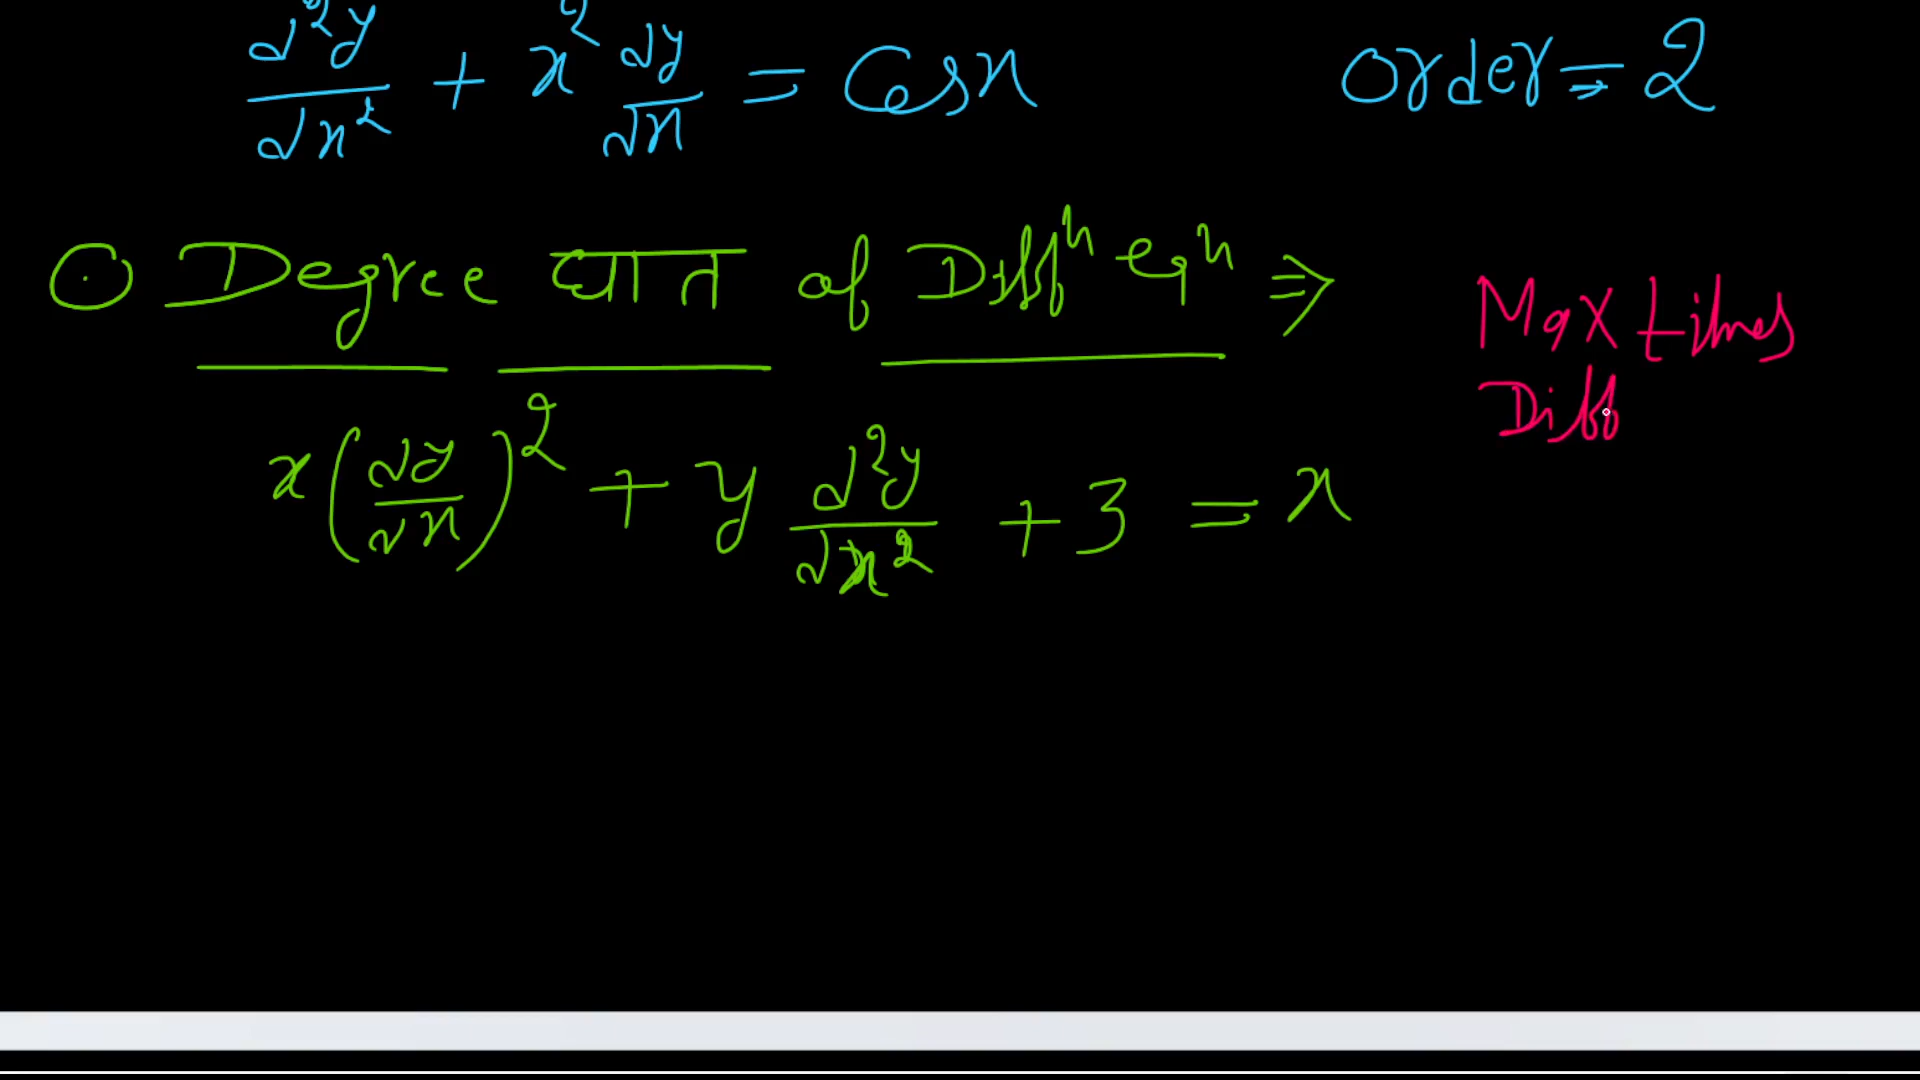 d²y/dx² + x² dy/dx = Cosx
order = 2
⊙ Degree घात of Diffⁿ eqⁿ ⇒
Max times
Diff
x(dy/dx)² + y d²y/dx² + 3 = x